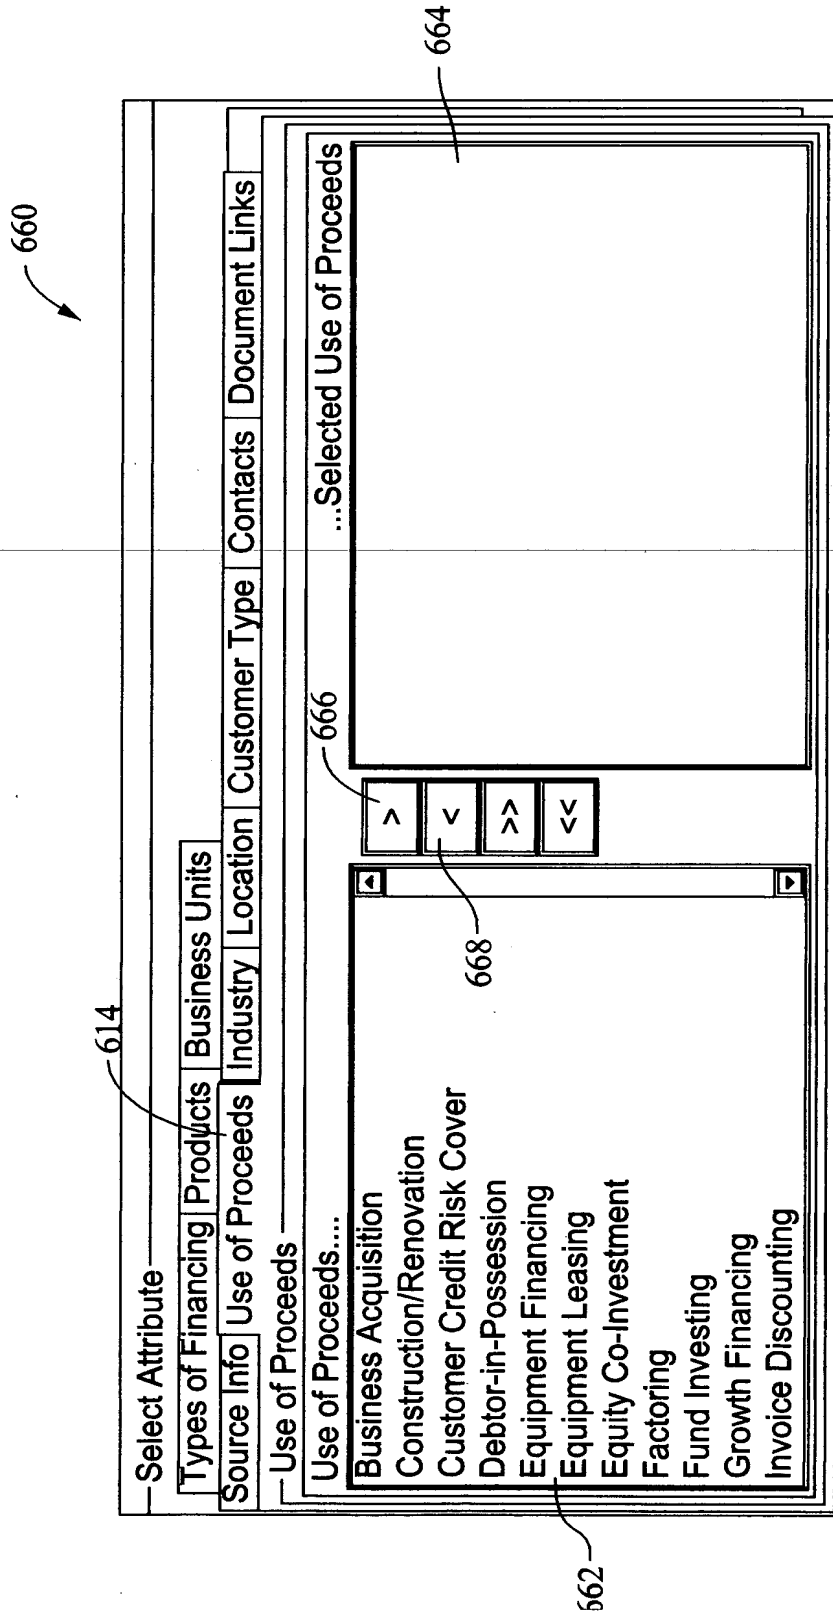 660
Select Attribute
614
Types of Financing Products Business Units
Source Info Use of Proceeds Industry Location Customer Type Contacts Document Links
Use of Proceeds
Use of Proceeds....
...Selected Use of Proceeds
666
664
Business Acquisition
Construction/Renovation
Customer Credit Risk Cover
Debtor-in-Possession
Equipment Financing
Equipment Leasing
Equity Co-Investment
Factoring
Fund Investing
Growth Financing
Invoice Discounting
>
<
>>
<<
668
662